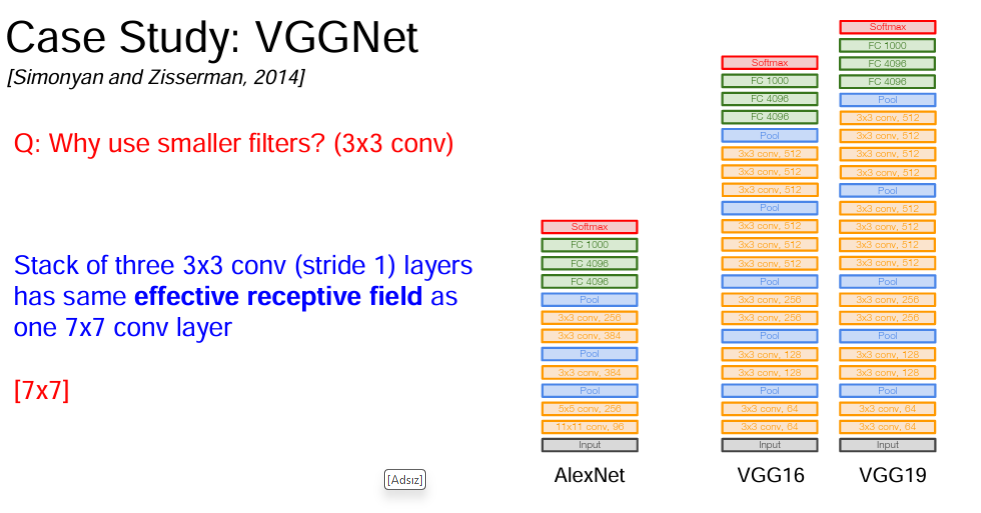 Case Study: VGGNet
[Simonyan and Zisserman, 2014]
Q: Why use smaller filters? (3x3 conv)
Stack of three 3x3 conv (stride 1) layers
has same effective receptive field as
one 7x7 conv layer
[7x7]
[Adsız]
Softmax
FC 1000
FC 4096
FC 4096
Pool
3x3 conv, 256
3x3 conv, 384
Pool
3x3 conv, 384
Pool
5x5 conv, 256
11x11 conv, 96
Input
AlexNet
Softmax
FC 1000
FC 4096
FC 4096
Pool
3x3 conv, 512
3x3 conv, 512
3x3 conv, 512
Pool
3x3 conv, 512
3x3 conv, 512
3x3 conv, 512
Pool
3x3 conv, 256
3x3 conv, 256
Pool
3x3 conv, 128
3x3 conv, 128
Pool
3x3 conv, 64
3x3 conv, 64
Input
VGG16
Softmax
FC 1000
FC 4096
FC 4096
Pool
3x3 conv, 512
3x3 conv, 512
3x3 conv, 512
3x3 conv, 512
Pool
3x3 conv, 512
3x3 conv, 512
3x3 conv, 512
3x3 conv, 512
Pool
3x3 conv, 256
3x3 conv, 256
Pool
3x3 conv, 128
3x3 conv, 128
Pool
3x3 conv, 64
3x3 conv, 64
Input
VGG19